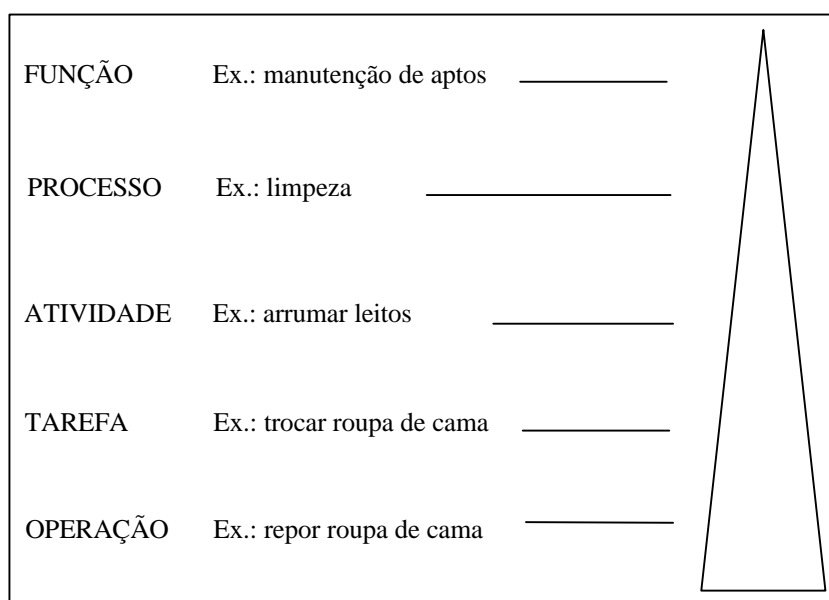 FUNÇÃO Ex.: manutenção de aptos
PROCESSO Ex.: limpeza
ATIVIDADE Ex.: arrumar leitos
TAREFA Ex.: trocar roupa de cama
OPERAÇÃO Ex.: repor roupa de cama